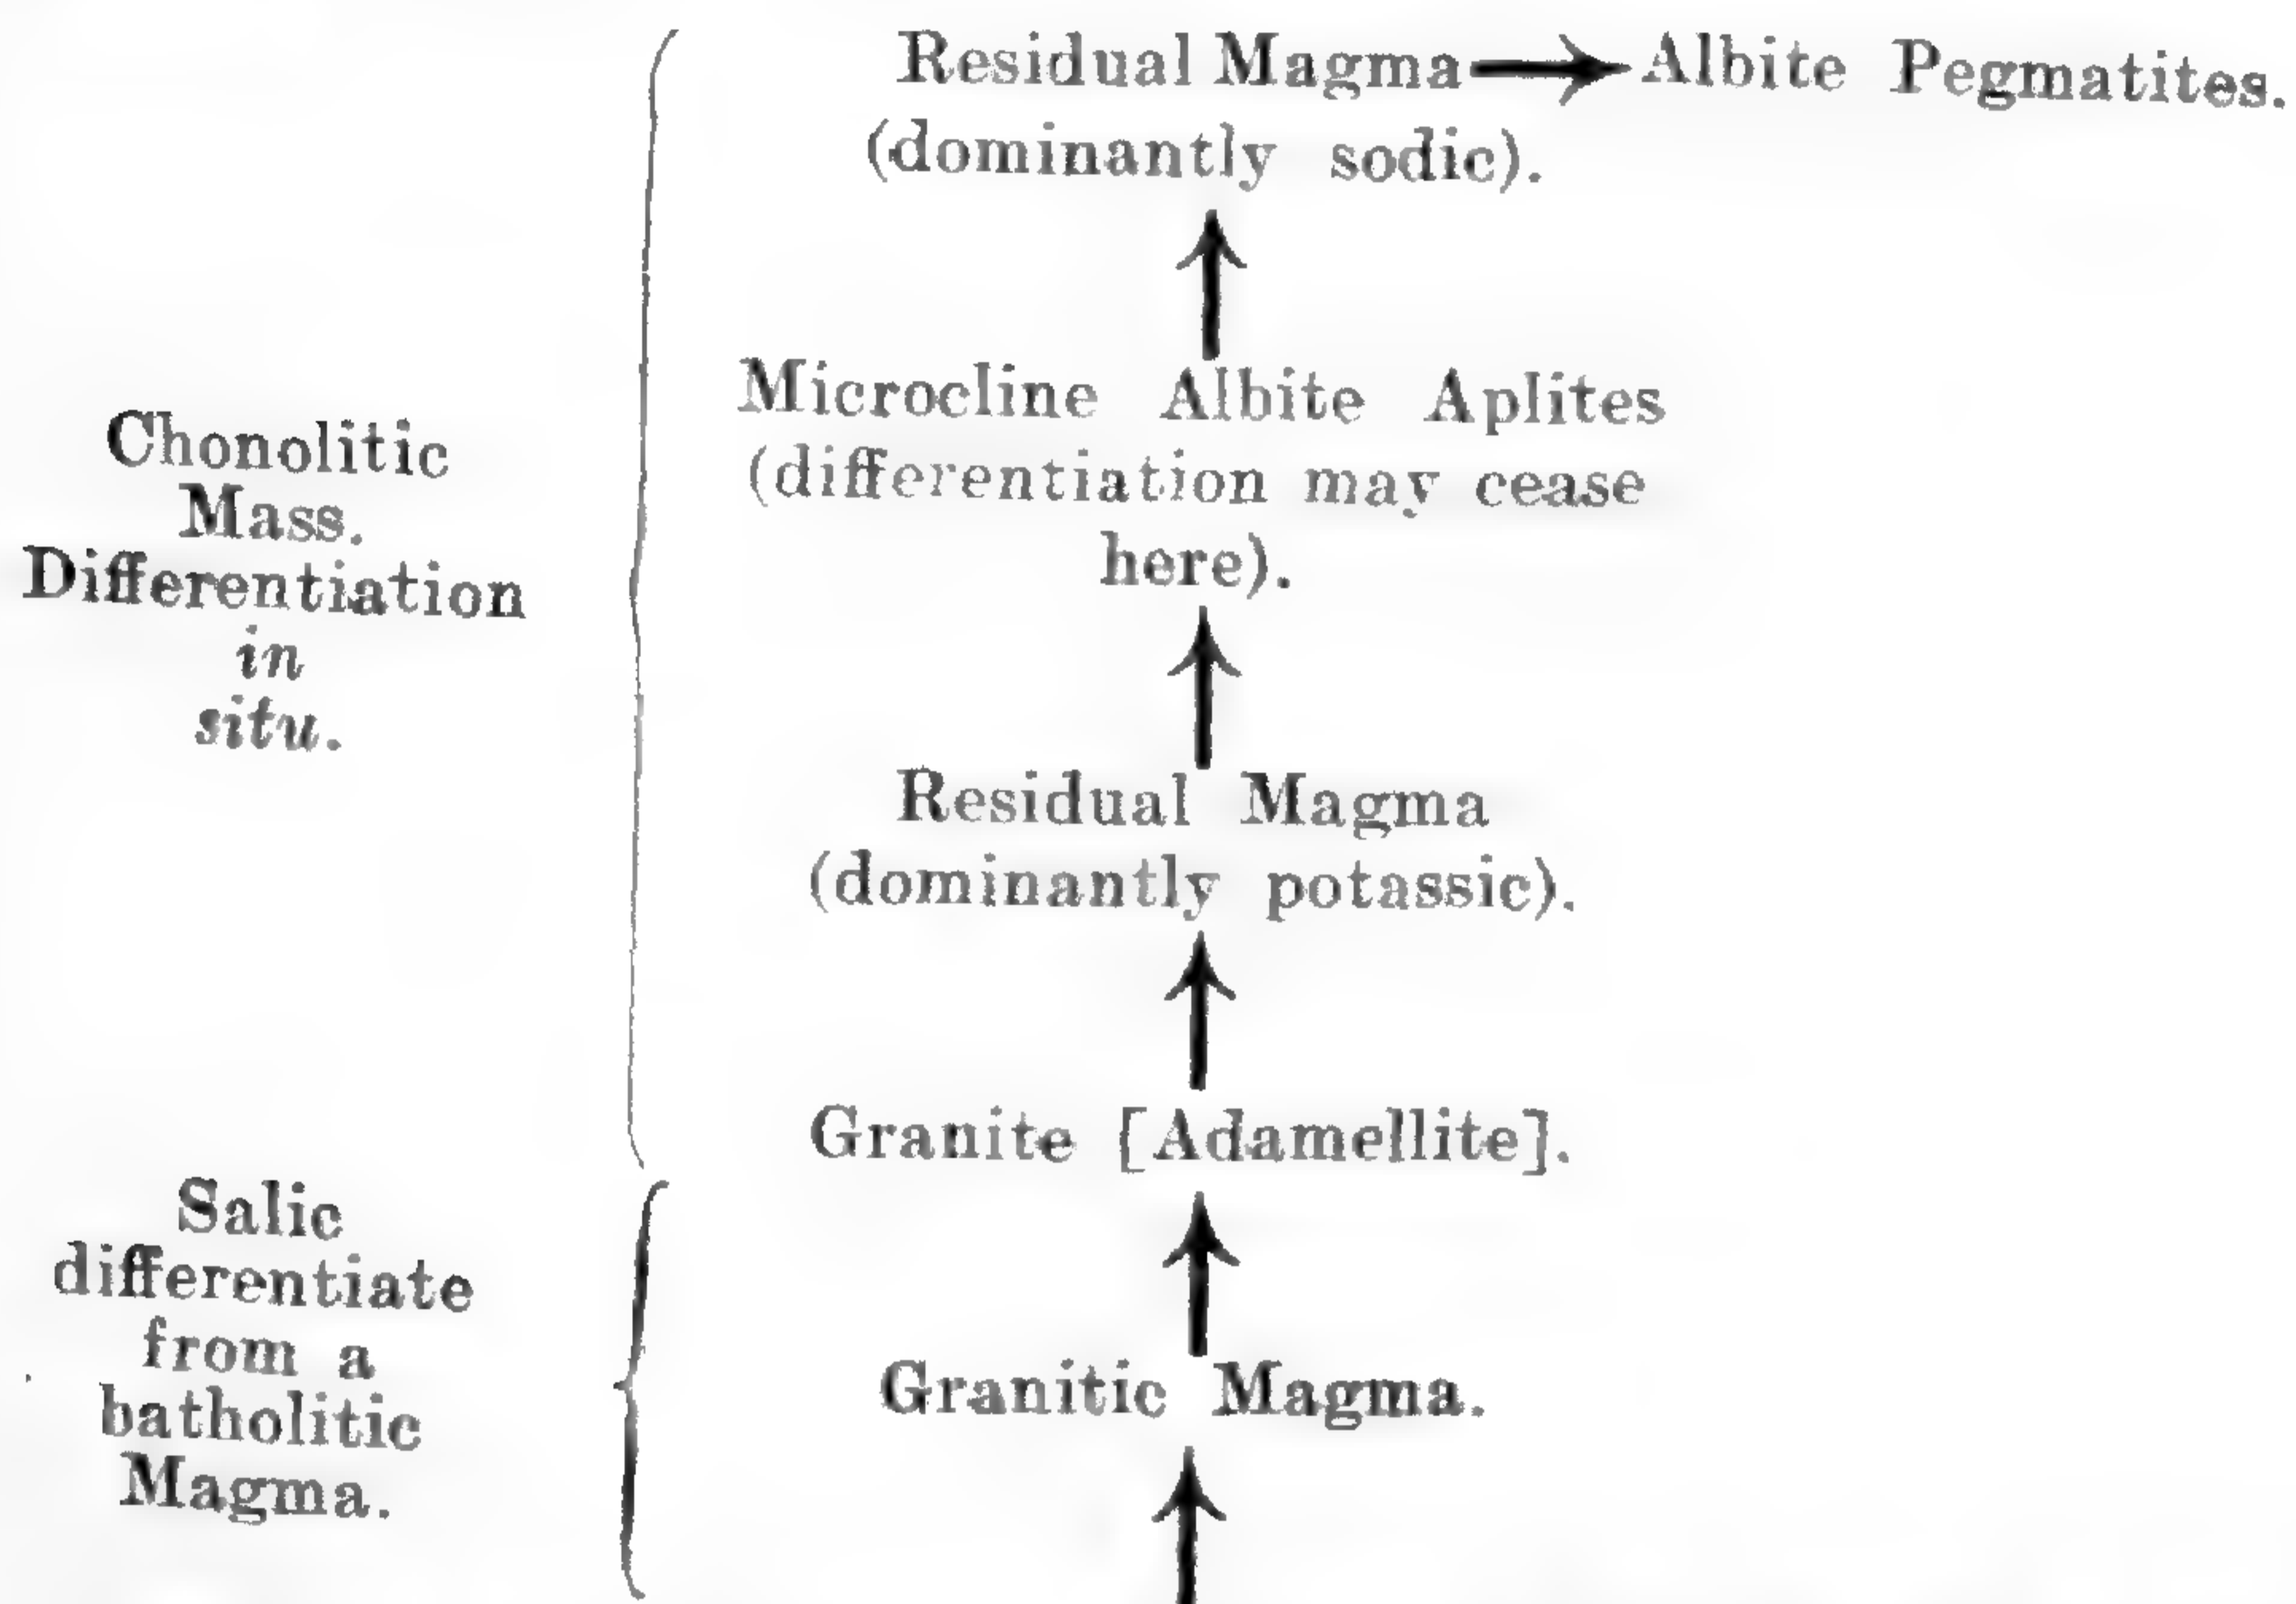 Residual Magma → Albite Pegmatites.
(dominantly sodic).
Microcline Albite Aplites
(differentiation may cease
here).
Chonolitic
Mass.
Differentiation
in
situ.
Residual Magma
(dominantly potassic).
Granite [Adamellite].
Salic
differentiate
from a
batholitic
Magma.
Granitic Magma.